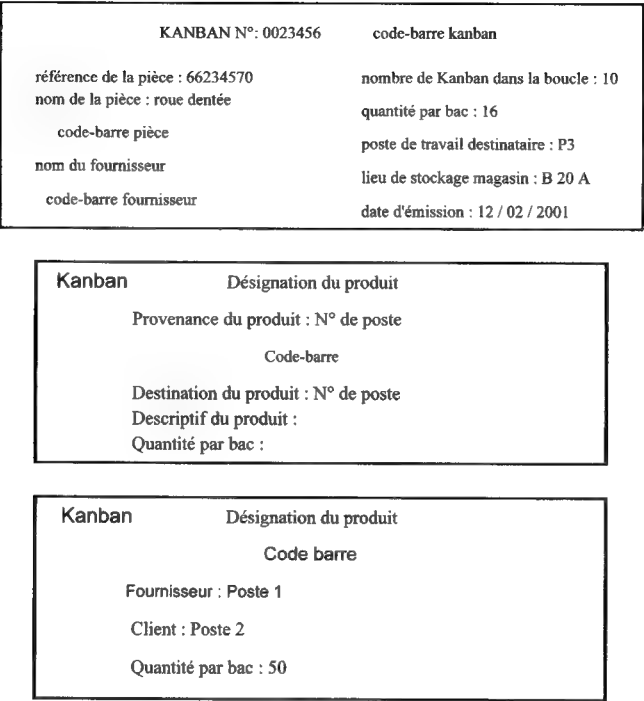 KANBAN N°: 0023456 code-barre kanban
référence de la pièce : 66234570
nom de la pièce : roue dentée
code-barre pièce
nom du fournisseur
code-barre fournisseur
nombre de Kanban dans la boucle : 10
quantité par bac : 16
poste de travail destinataire : P3
lieu de stockage magasin : B 20 A
date d'émission : 12 / 02 / 2001
Kanban Désignation du produit
Provenance du produit : N° de poste
Code-barre
Destination du produit : N° de poste
Descriptif du produit :
Quantité par bac :
Kanban Désignation du produit
Code barre
Fournisseur : Poste 1
Client : Poste 2
Quantité par bac : 50